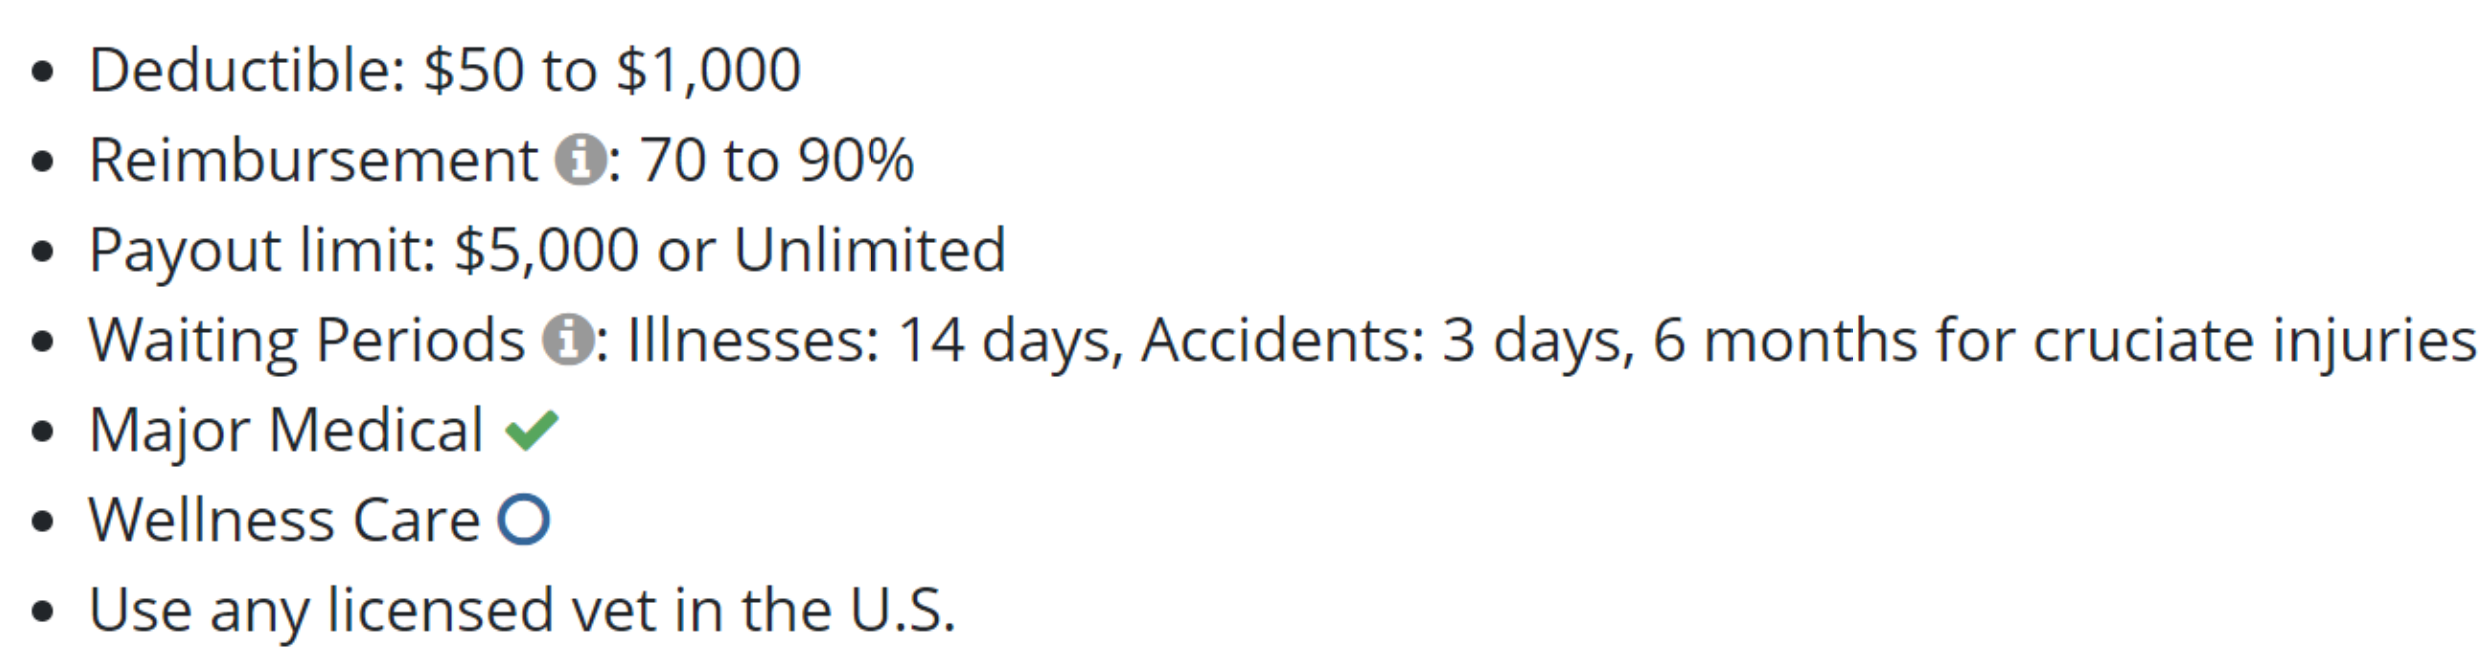 • Deductible: $50 to $1,000
• Reimbursement ℹ: 70 to 90%
• Payout limit: $5,000 or Unlimited
• Waiting Periods ℹ: Illnesses: 14 days, Accidents: 3 days, 6 months for cruciate injuries
• Major Medical ✔
• Wellness Care O
• Use any licensed vet in the U.S.